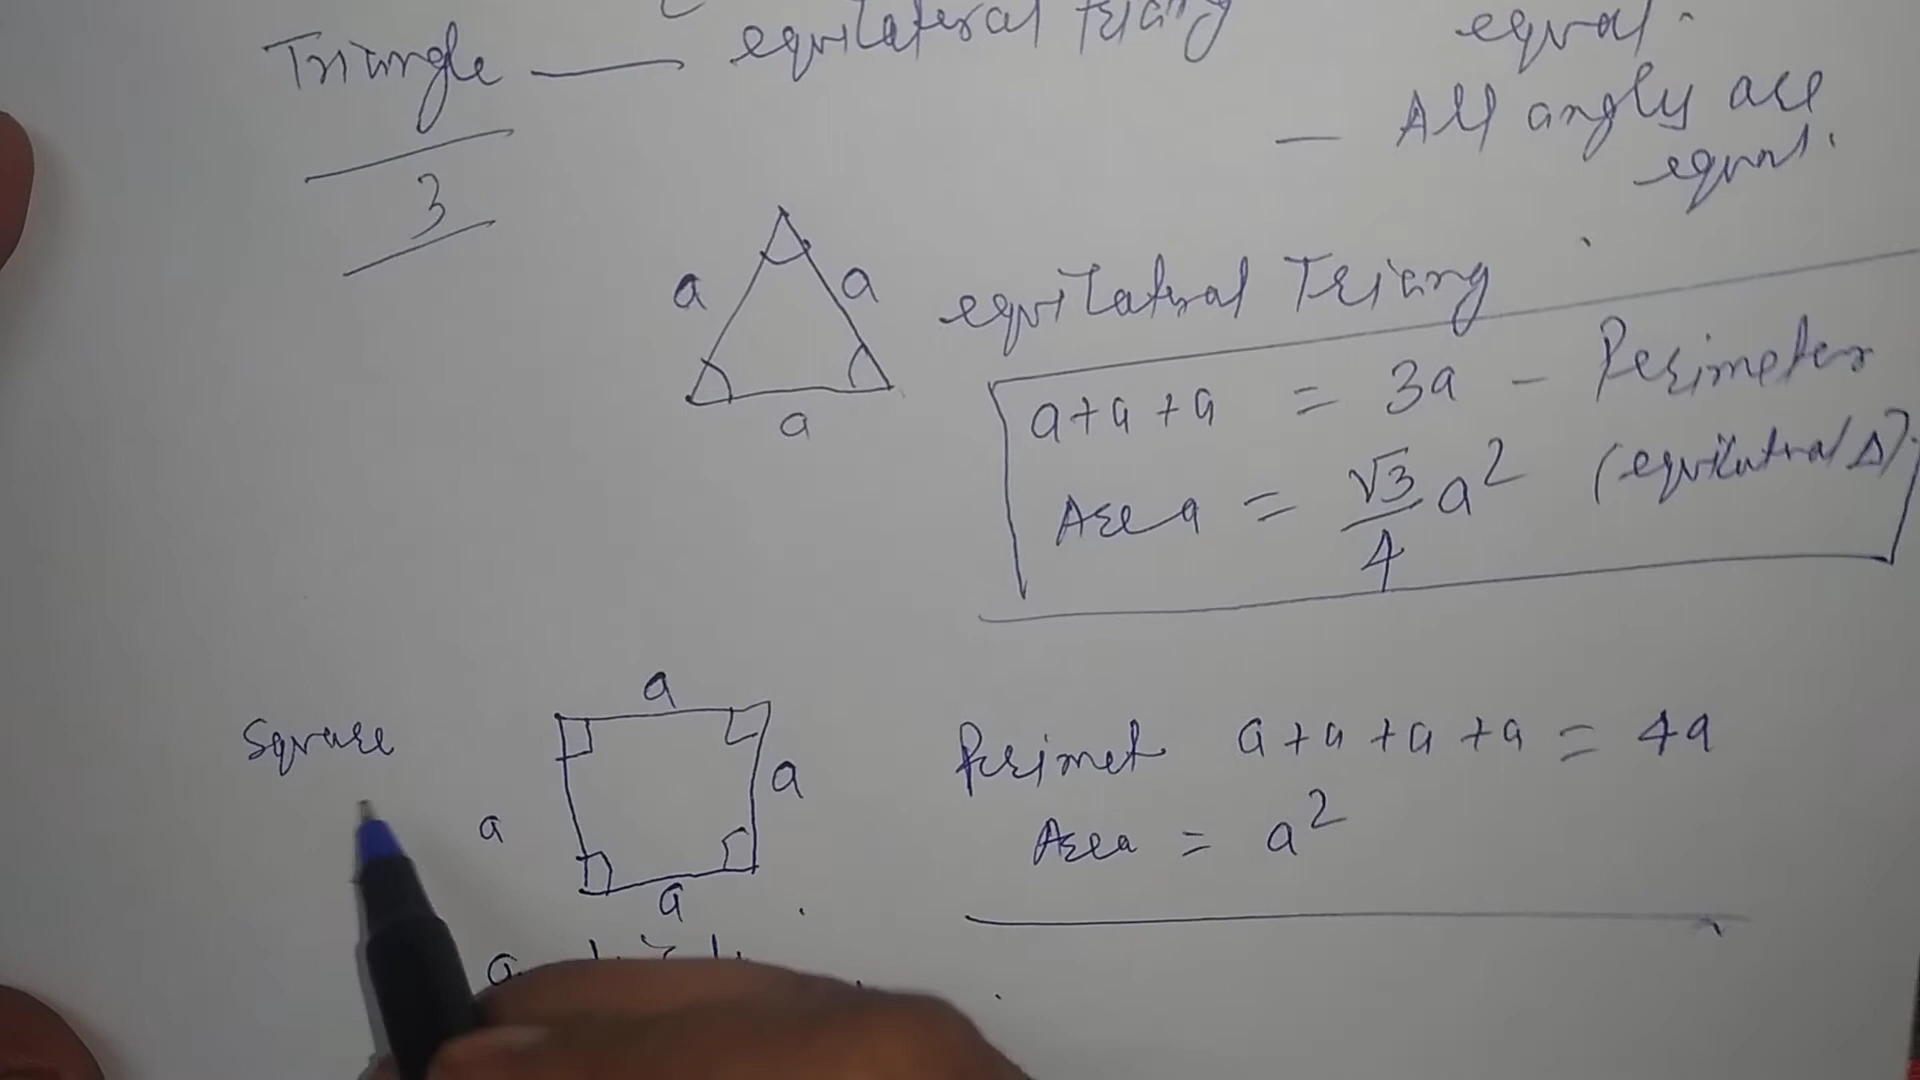 Triangle — equilateral Triang
equal.
— All angles are
equal.
3
a a
a
equilateral Triang
a+a+a = 3a - Perimeter
Area = √3/4 a² (equilateral Δ)
Square
a
a
a
a
Perimet a+a+a+a = 4a
Area = a²
a